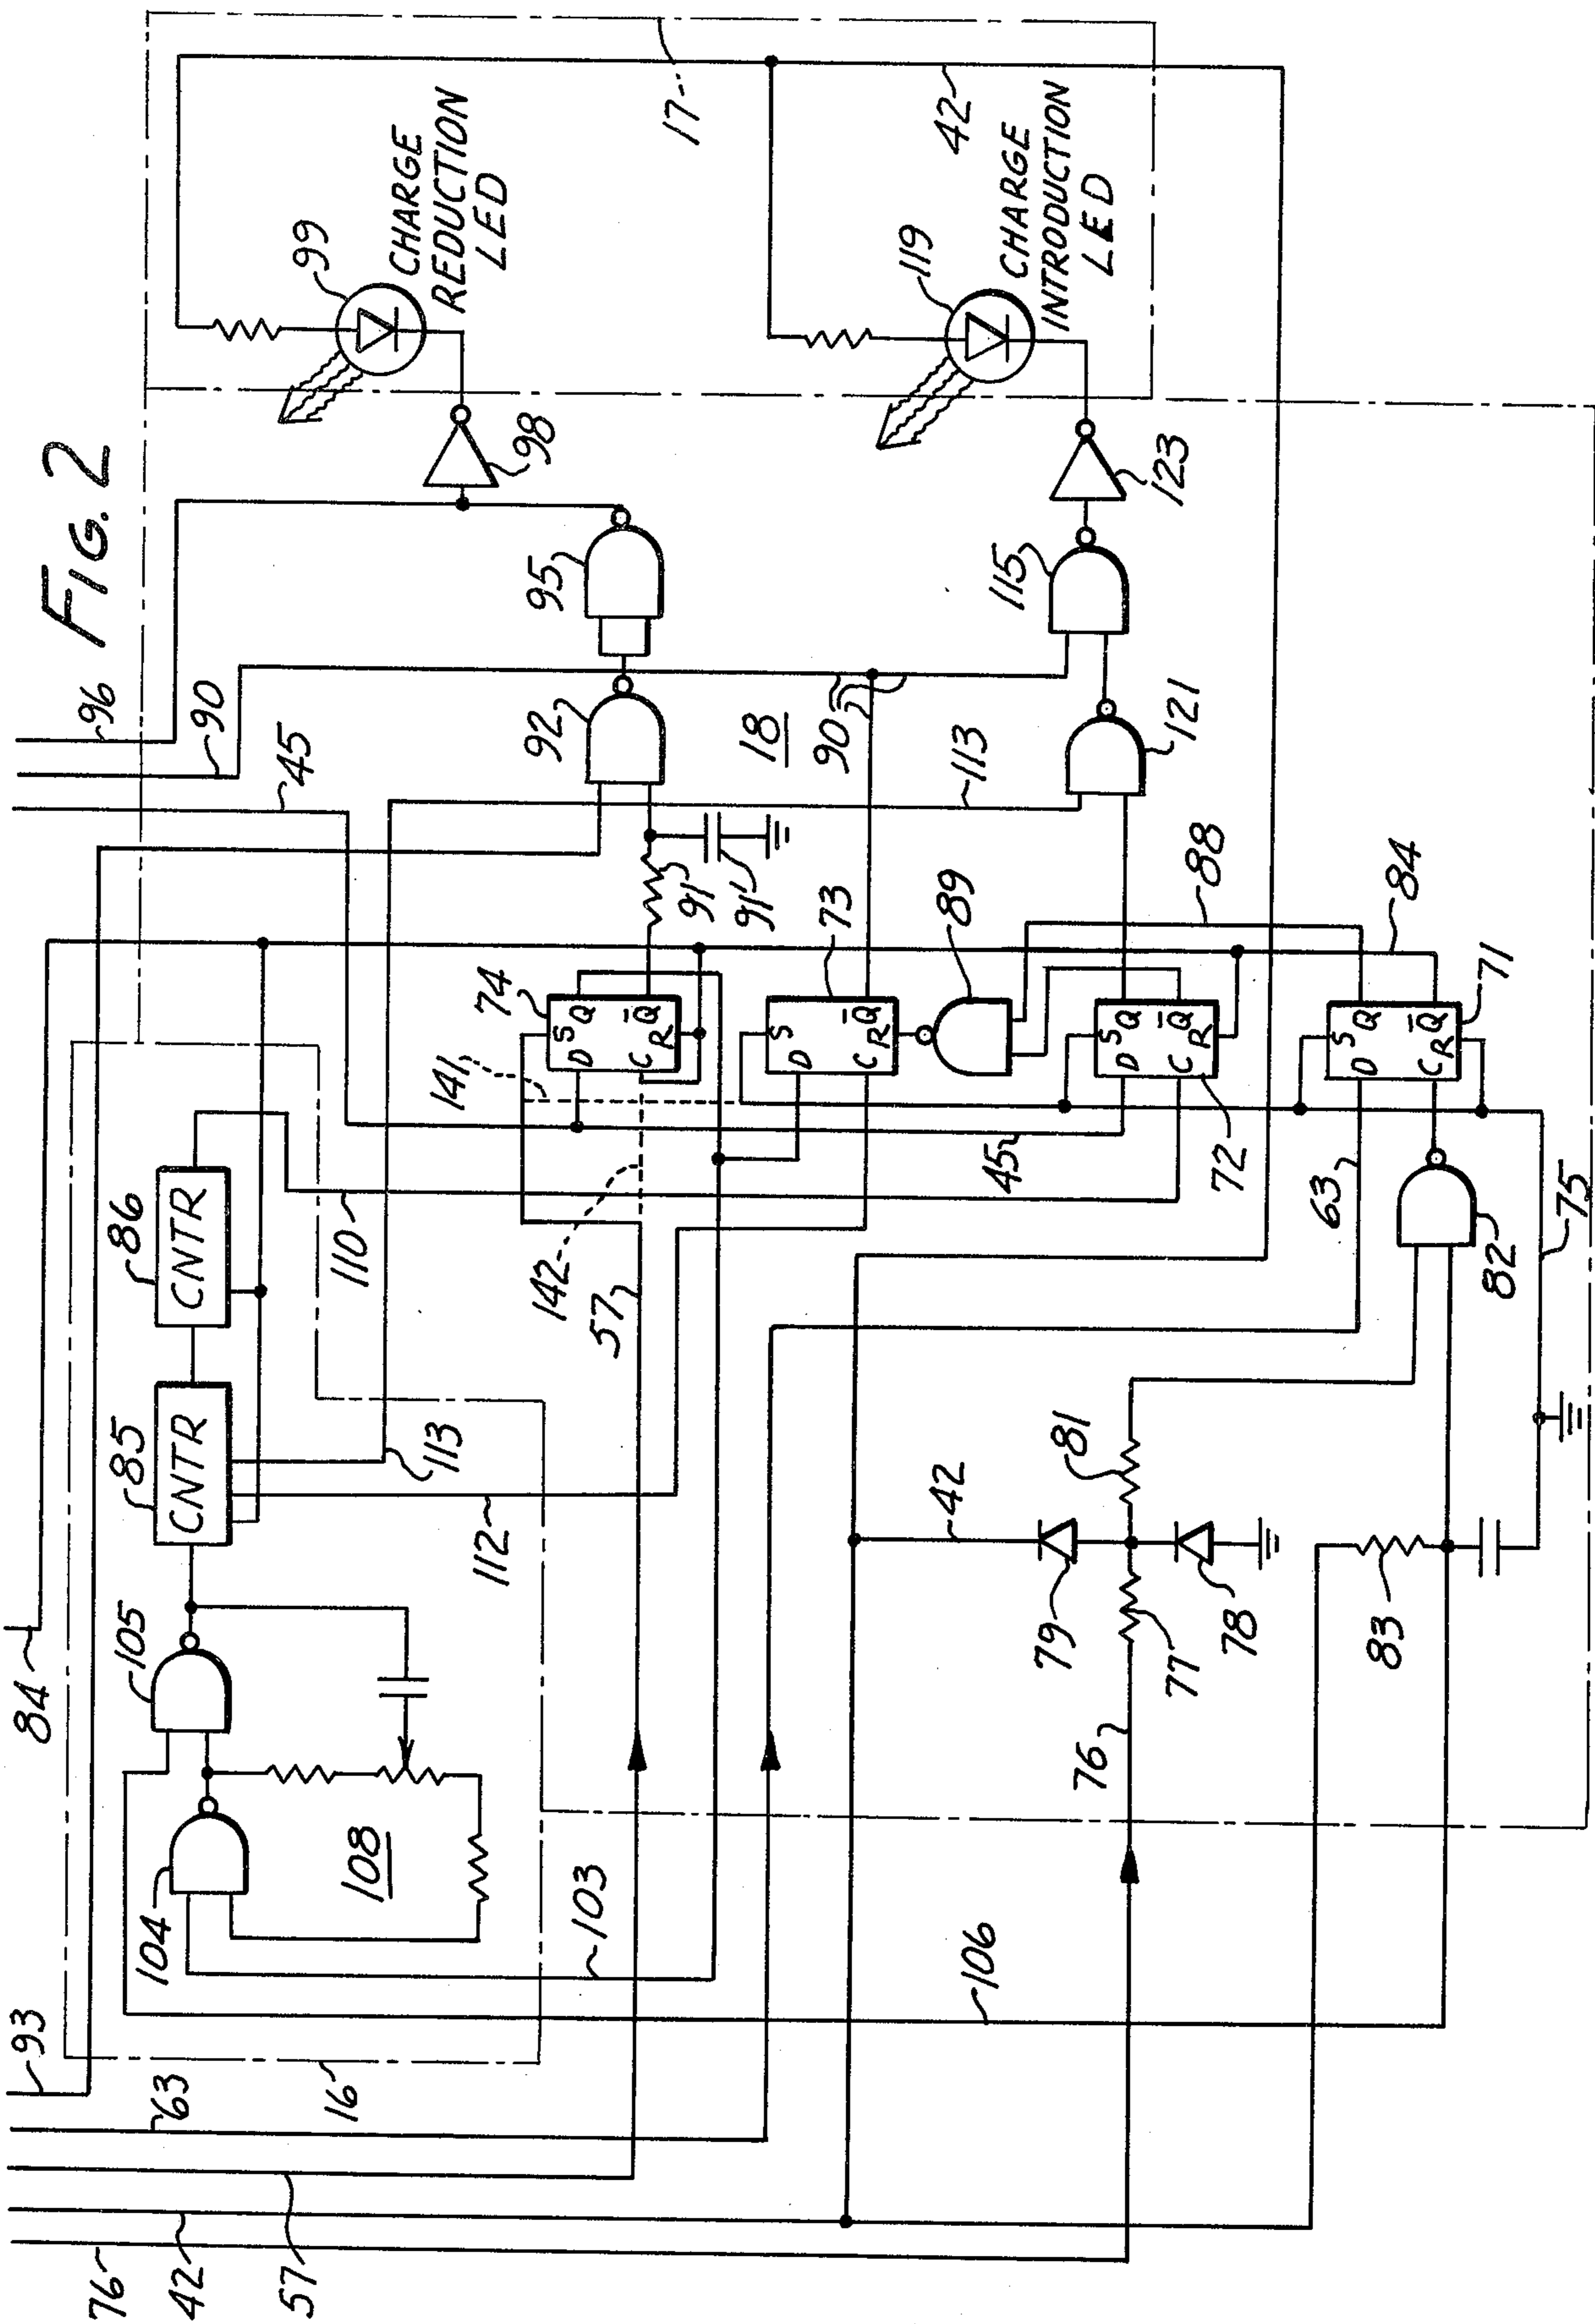 FIG. 2
96
90
45
84
93
63
57
42
76
16
104
105
108
85
CNTR
86
CNTR
113
112
110
103
106
57
142
141
74
S
D
Q
C
R
Q̅
91
91'
92
95
98
99
CHARGE
REDUCTION
LED
17
42
18
90
113
73
S
D
C
R
Q̅
89
45
72
S
D
Q
C
R
Q̅
88
121
115
123
119
CHARGE
INTRODUCTION
LED
84
71
S
D
Q
C
R
Q̅
63
82
75
42
79
81
77
78
76
83